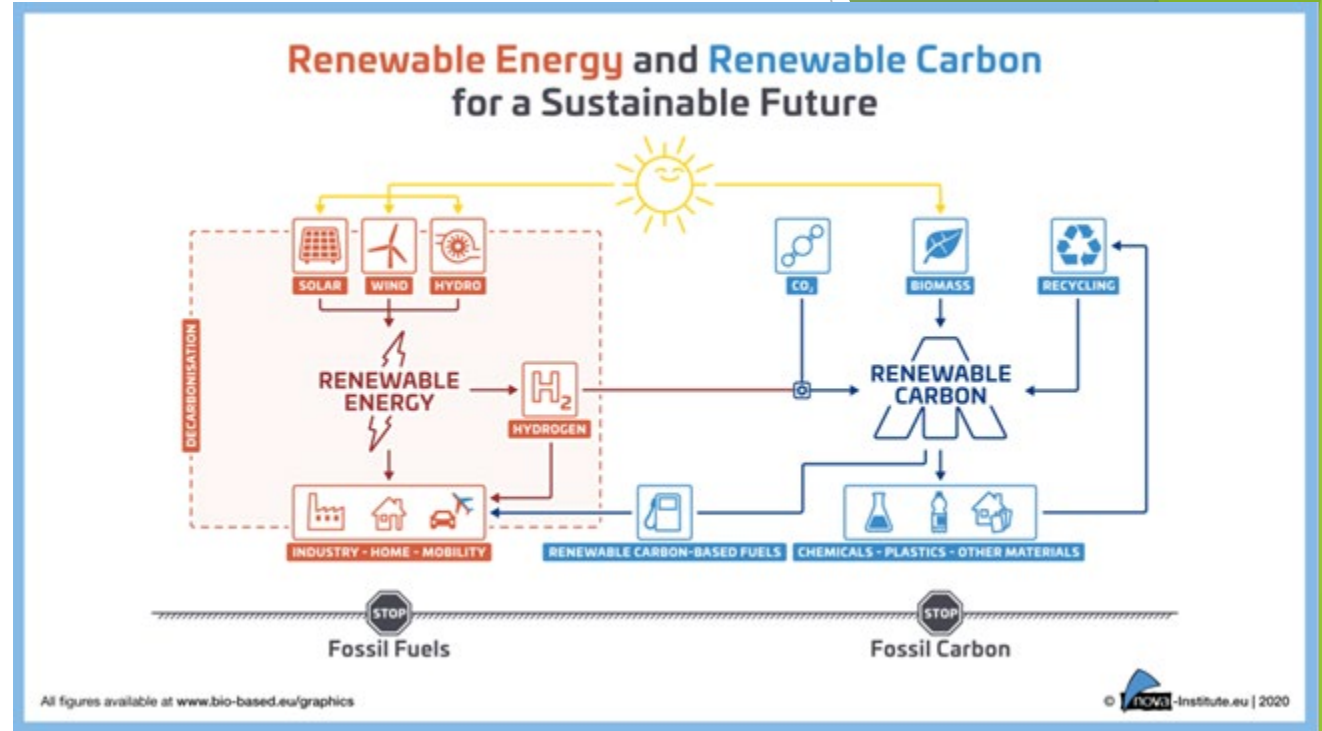 Renewable Energy and Renewable Carbon
for a Sustainable Future
SOLAR
WIND
HYDRO
CO₂
BIOMASS
RECYCLING
DECARBONISATION
RENEWABLE
ENERGY
H₂
HYDROGEN
RENEWABLE
CARBON
INDUSTRY - HOME - MOBILITY
RENEWABLE CARBON-BASED FUELS
CHEMICALS - PLASTICS - OTHER MATERIALS
STOP
Fossil Fuels
STOP
Fossil Carbon
All figures available at www.bio-based.eu/graphics
© nova-Institute.eu | 2020